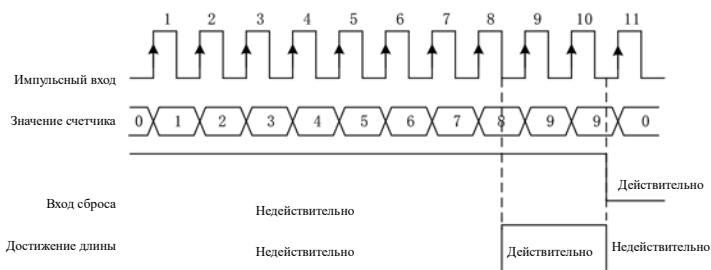 1 2 3 4 5 6 7 8 9 10 11
Импульсный вход
Значение счетчика 0 1 2 3 4 5 6 7 8 9 9 0
Действительно
Вход сброса
Недействительно
Достижение длины Недействительно Действительно Недействительно